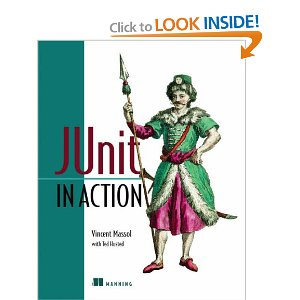 Click to LOOK INSIDE!
JUnit
IN ACTION
Vincent Massol
with Ted Husted
MANNING